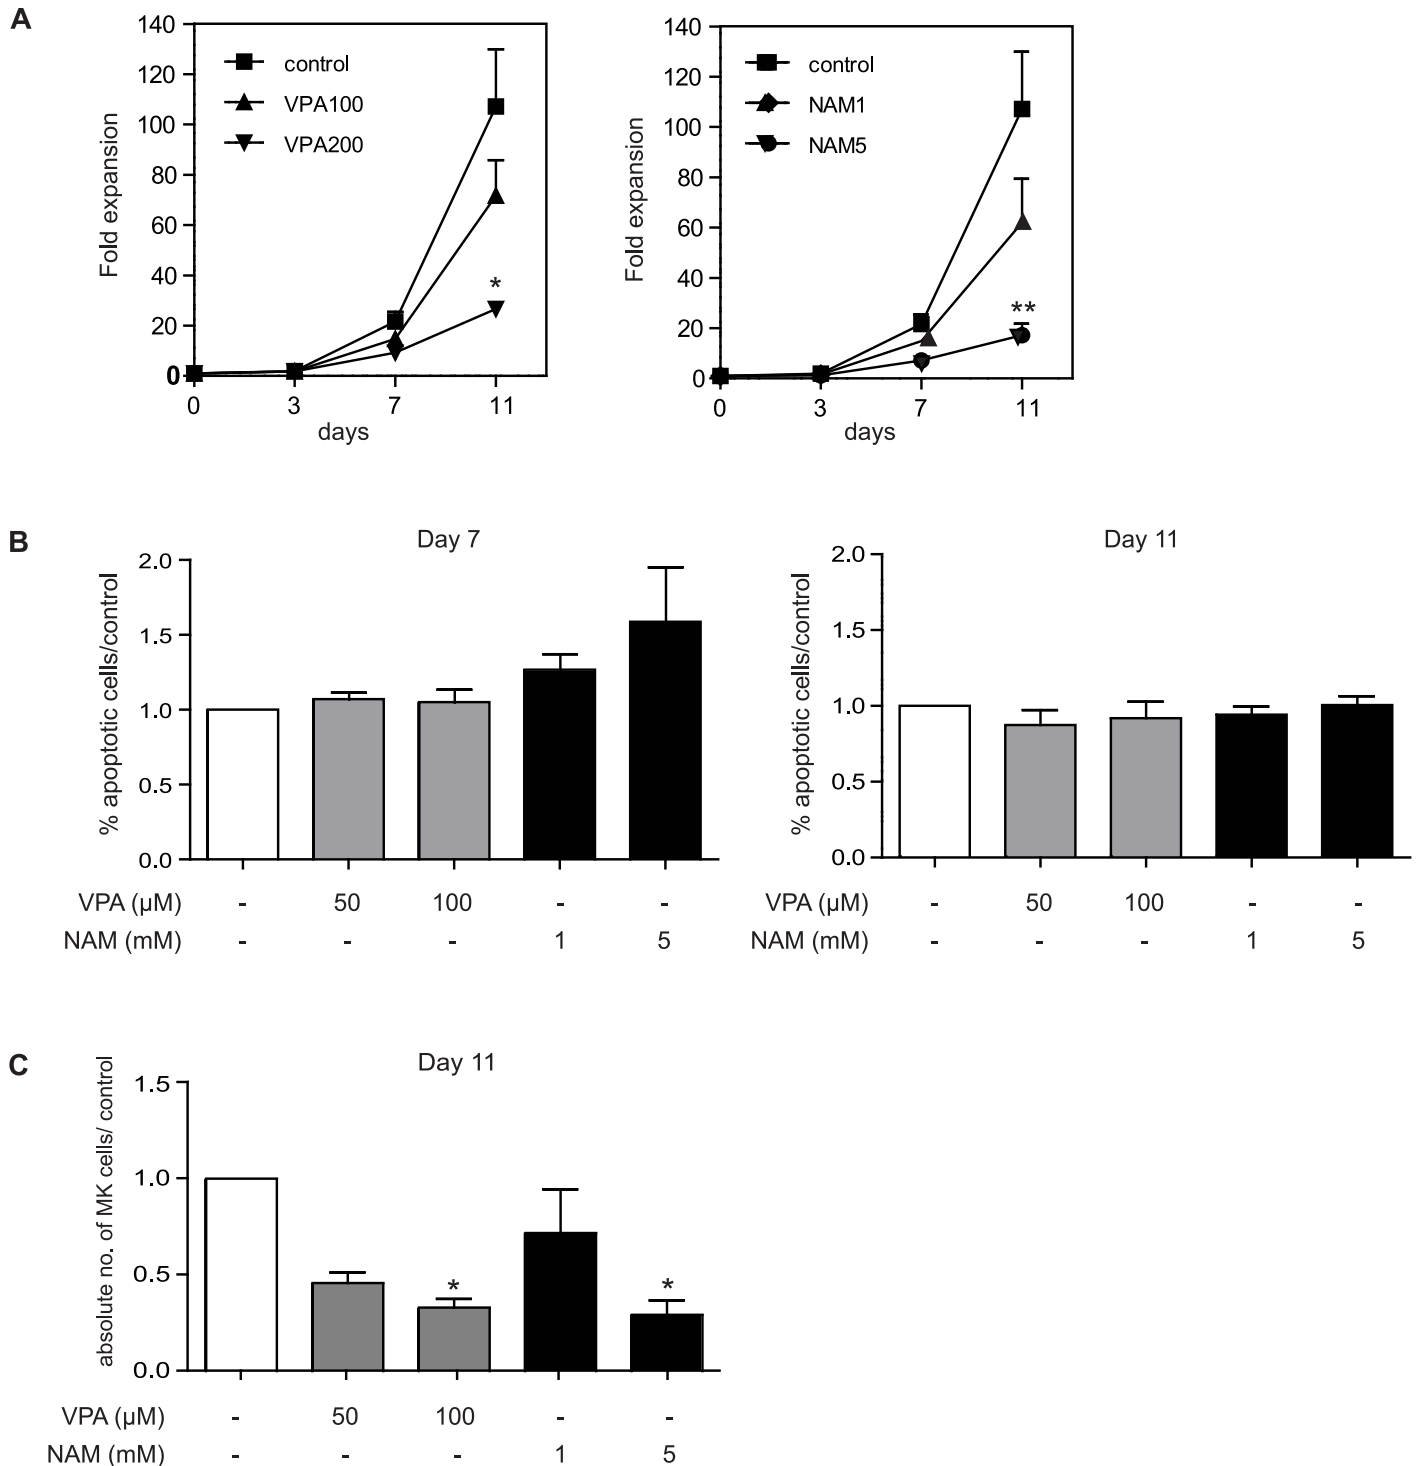 A
140
120
100
80
60
40
20
0
Fold expansion
control
VPA100
VPA200
*
0 3 7 11
days
140
120
100
80
60
40
20
0
Fold expansion
control
NAM1
NAM5
**
0 3 7 11
days
B
Day 7
2.0
1.5
1.0
0.5
0.0
% apoptotic cells/control
VPA (µM) - 50 100 - -
NAM (mM) - - - 1 5
Day 11
2.0
1.5
1.0
0.5
0.0
% apoptotic cells/control
VPA (µM) - 50 100 - -
NAM (mM) - - - 1 5
C
Day 11
1.5
1.0
0.5
0.0
absolute no. of MK cells/ control
* *
VPA (µM) - 50 100 - -
NAM (mM) - - - 1 5